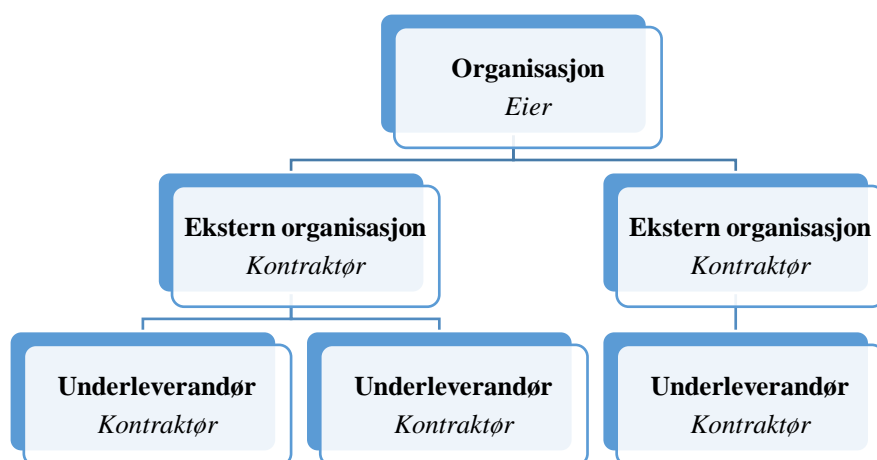 Organisasjon
Eier
Ekstern organisasjon
Kontraktør
Ekstern organisasjon
Kontraktør
Underleverandør
Kontraktør
Underleverandør
Kontraktør
Underleverandør
Kontraktør